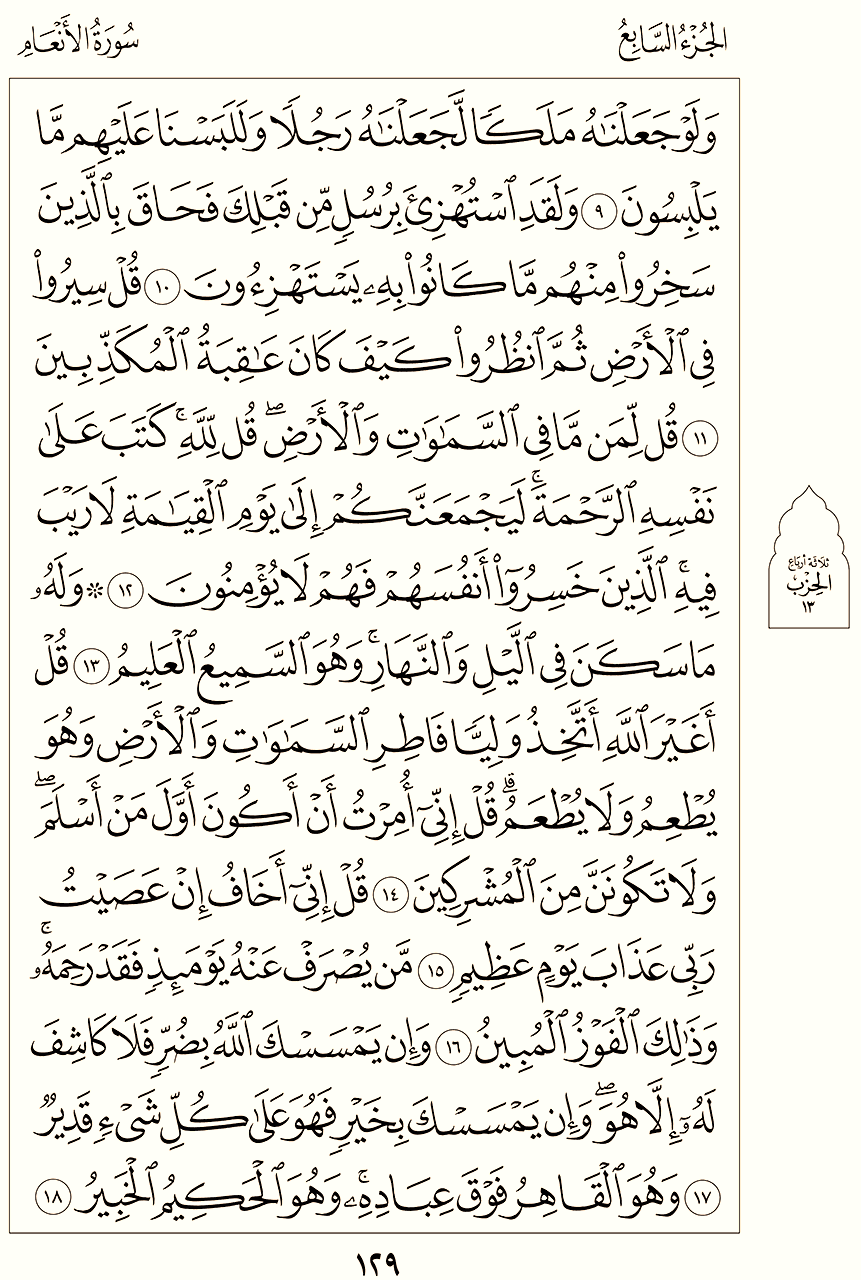 الجُزْءُ السَّابِعُ
سُورَةُ الأَنْعَامِ
وَلَوْ جَعَلْنَٰهُ مَلَكًا لَّجَعَلْنَٰهُ رَجُلًا وَلَلَبَسْنَا عَلَيْهِم مَّا
يَلْبِسُونَ ٩ وَلَقَدِ ٱسْتُهْزِئَ بِرُسُلٍ مِّن قَبْلِكَ فَحَاقَ بِٱلَّذِينَ
سَخِرُوا۟ مِنْهُم مَّا كَانُوا۟ بِهِۦ يَسْتَهْزِءُونَ ١٠ قُلْ سِيرُوا۟
فِى ٱلْأَرْضِ ثُمَّ ٱنظُرُوا۟ كَيْفَ كَانَ عَٰقِبَةُ ٱلْمُكَذِّبِينَ
١١ قُل لِّمَن مَّا فِى ٱلسَّمَٰوَٰتِ وَٱلْأَرْضِ ۖ قُل لِّلَّهِ ۚ كَتَبَ عَلَىٰ
نَفْسِهِ ٱلرَّحْمَةَ ۚ لَيَجْمَعَنَّكُمْ إِلَىٰ يَوْمِ ٱلْقِيَٰمَةِ لَا رَيْبَ
فِيهِ ۚ ٱلَّذِينَ خَسِرُوٓا۟ أَنفُسَهُمْ فَهُمْ لَا يُؤْمِنُونَ ١٢ ۞ وَلَهُۥ
مَا سَكَنَ فِى ٱلَّيْلِ وَٱلنَّهَارِ ۚ وَهُوَ ٱلسَّمِيعُ ٱلْعَلِيمُ ١٣ قُلْ
أَغَيْرَ ٱللَّهِ أَتَّخِذُ وَلِيًّا فَاطِرِ ٱلسَّمَٰوَٰتِ وَٱلْأَرْضِ وَهُوَ
يُطْعِمُ وَلَا يُطْعَمُ ۗ قُلْ إِنِّىٓ أُمِرْتُ أَنْ أَكُونَ أَوَّلَ مَنْ أَسْلَمَ ۖ
وَلَا تَكُونَنَّ مِنَ ٱلْمُشْرِكِينَ ١٤ قُلْ إِنِّىٓ أَخَافُ إِنْ عَصَيْتُ
رَبِّى عَذَابَ يَوْمٍ عَظِيمٍ ١٥ مَّن يُصْرَفْ عَنْهُ يَوْمَئِذٍ فَقَدْ رَحِمَهُۥ ۚ
وَذَٰلِكَ ٱلْفَوْزُ ٱلْمُبِينُ ١٦ وَإِن يَمْسَسْكَ ٱللَّهُ بِضُرٍّ فَلَا كَاشِفَ
لَهُۥٓ إِلَّا هُوَ ۖ وَإِن يَمْسَسْكَ بِخَيْرٍ فَهُوَ عَلَىٰ كُلِّ شَىْءٍ قَدِيرٌ
١٧ وَهُوَ ٱلْقَاهِرُ فَوْقَ عِبَادِهِۦ ۚ وَهُوَ ٱلْحَكِيمُ ٱلْخَبِيرُ ١٨
ثلاثة أرباع
الحِزْب
١٣
١٢٩